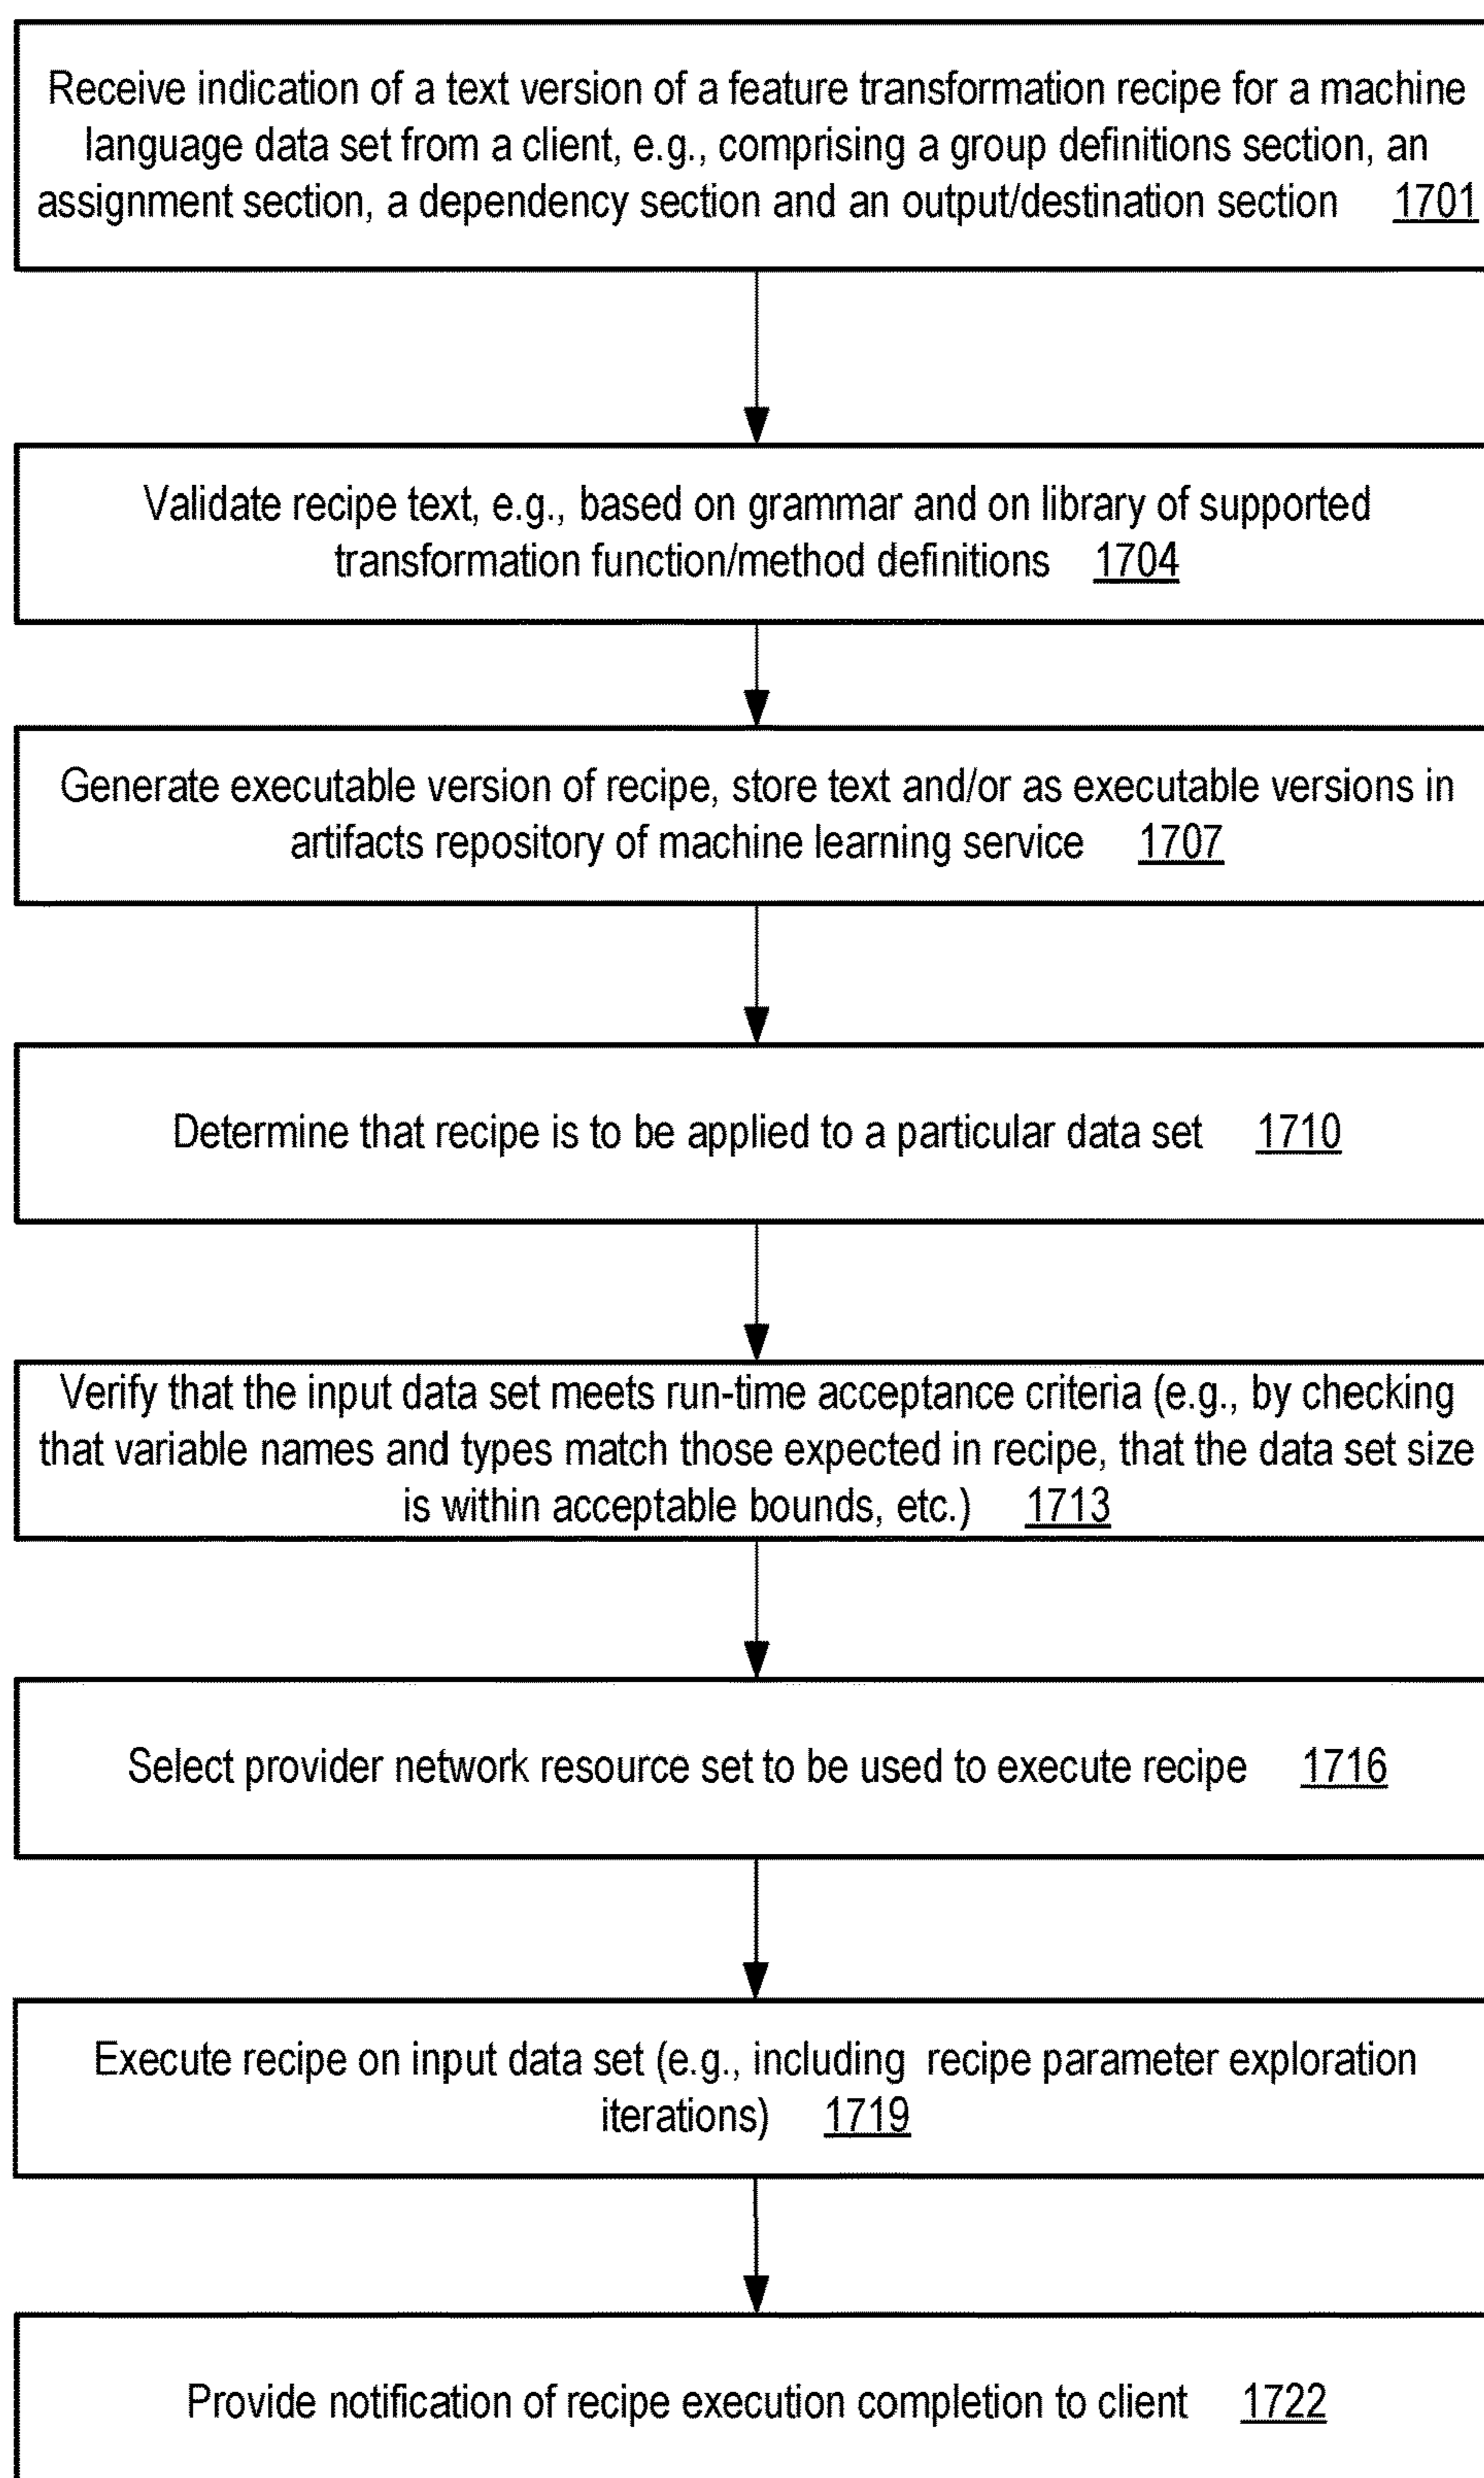 Receive indication of a text version of a feature transformation recipe for a machine
language data set from a client, e.g., comprising a group definitions section, an
assignment section, a dependency section and an output/destination section 1701
Validate recipe text, e.g., based on grammar and on library of supported
transformation function/method definitions 1704
Generate executable version of recipe, store text and/or as executable versions in
artifacts repository of machine learning service 1707
Determine that recipe is to be applied to a particular data set 1710
Verify that the input data set meets run-time acceptance criteria (e.g., by checking
that variable names and types match those expected in recipe, that the data set size
is within acceptable bounds, etc.) 1713
Select provider network resource set to be used to execute recipe 1716
Execute recipe on input data set (e.g., including recipe parameter exploration
iterations) 1719
Provide notification of recipe execution completion to client 1722